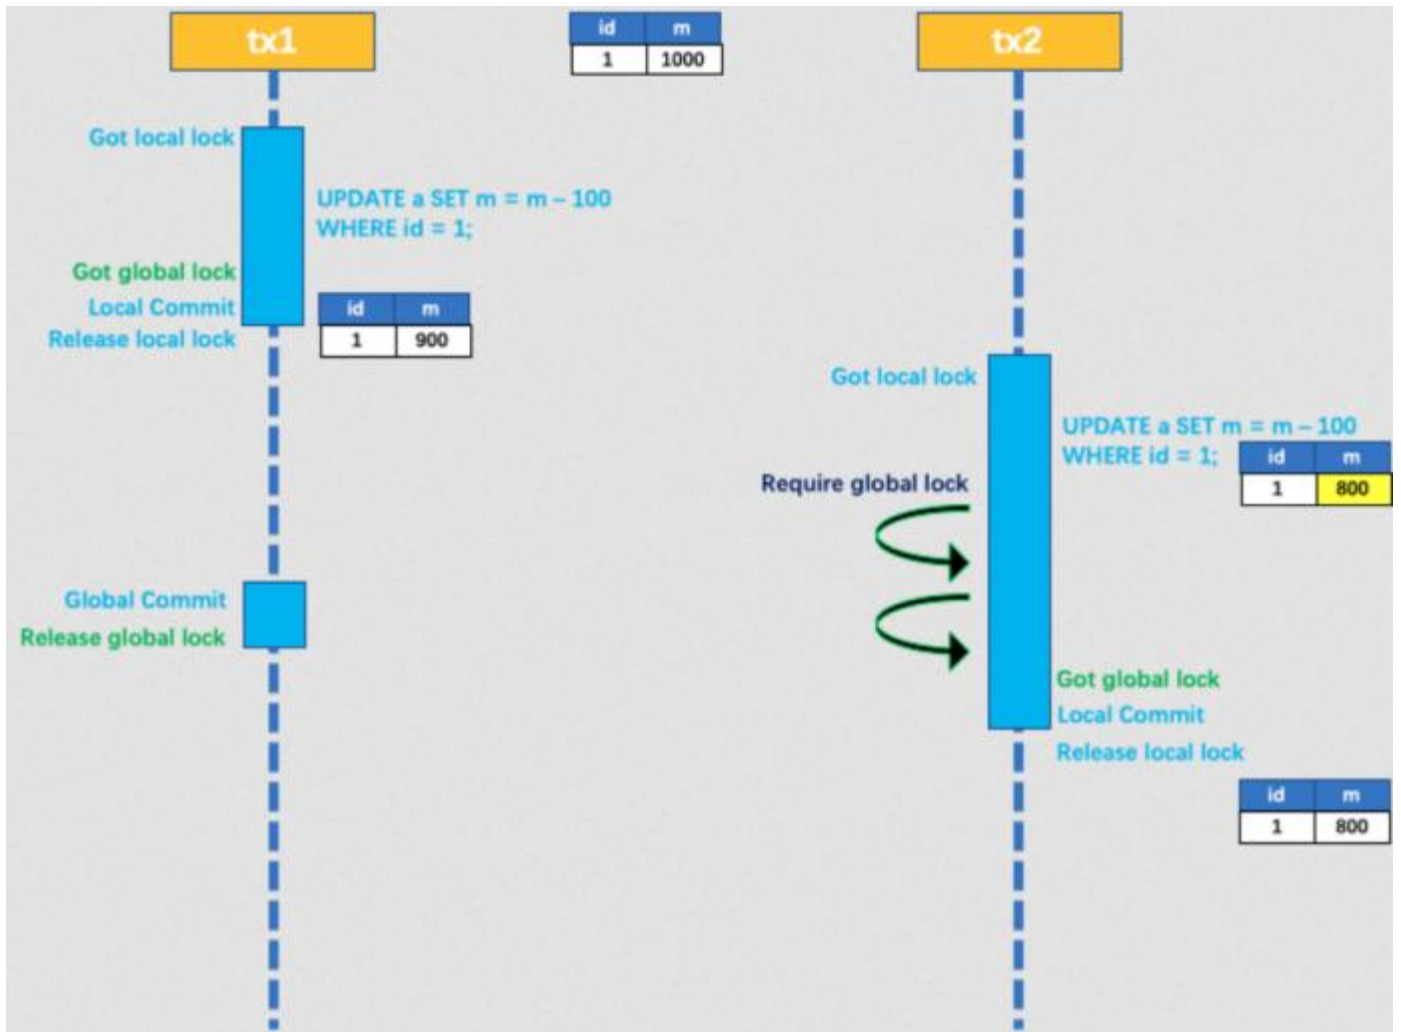 tx1
id m
1 1000
tx2
Got local lock
UPDATE a SET m = m – 100
WHERE id = 1;
Got global lock
Local Commit
Release local lock
id m
1 900
Got local lock
UPDATE a SET m = m – 100
WHERE id = 1;
id m
1 800
Require global lock
Global Commit
Release global lock
Got global lock
Local Commit
Release local lock
id m
1 800